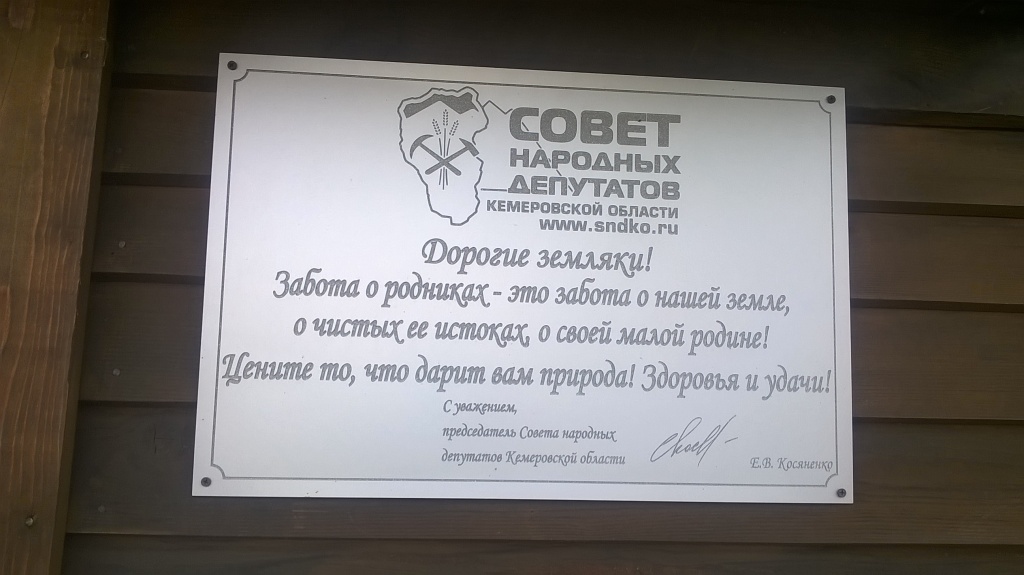 СОВЕТ
НАРОДНЫХ
ДЕПУТАТОВ
КЕМЕРОВСКОЙ ОБЛАСТИ
www.sndko.ru
Дорогие земляки!
Забота о родниках - это забота о нашей земле,
о чистых ее истоках, о своей малой родине!
Цените то, что дарит вам природа! Здоровья и удачи!
С уважением,
председатель Совета народных
депутатов Кемеровской области
Е.В. Косяненко